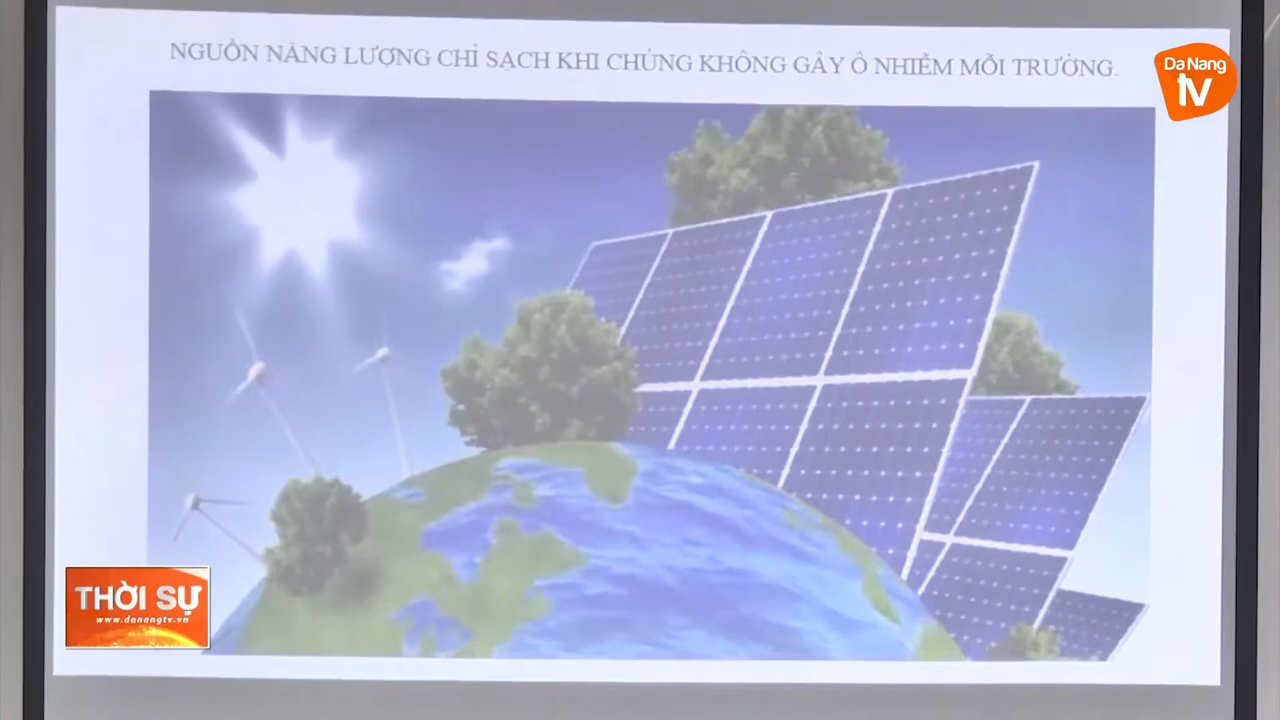 NGUỒN NĂNG LƯỢNG CHỈ SẠCH KHI CHÚNG KHÔNG GÂY Ô NHIỄM MÔI TRƯỜNG.
Da Nang
tv
THỜI SỰ
www.danangtv.vn